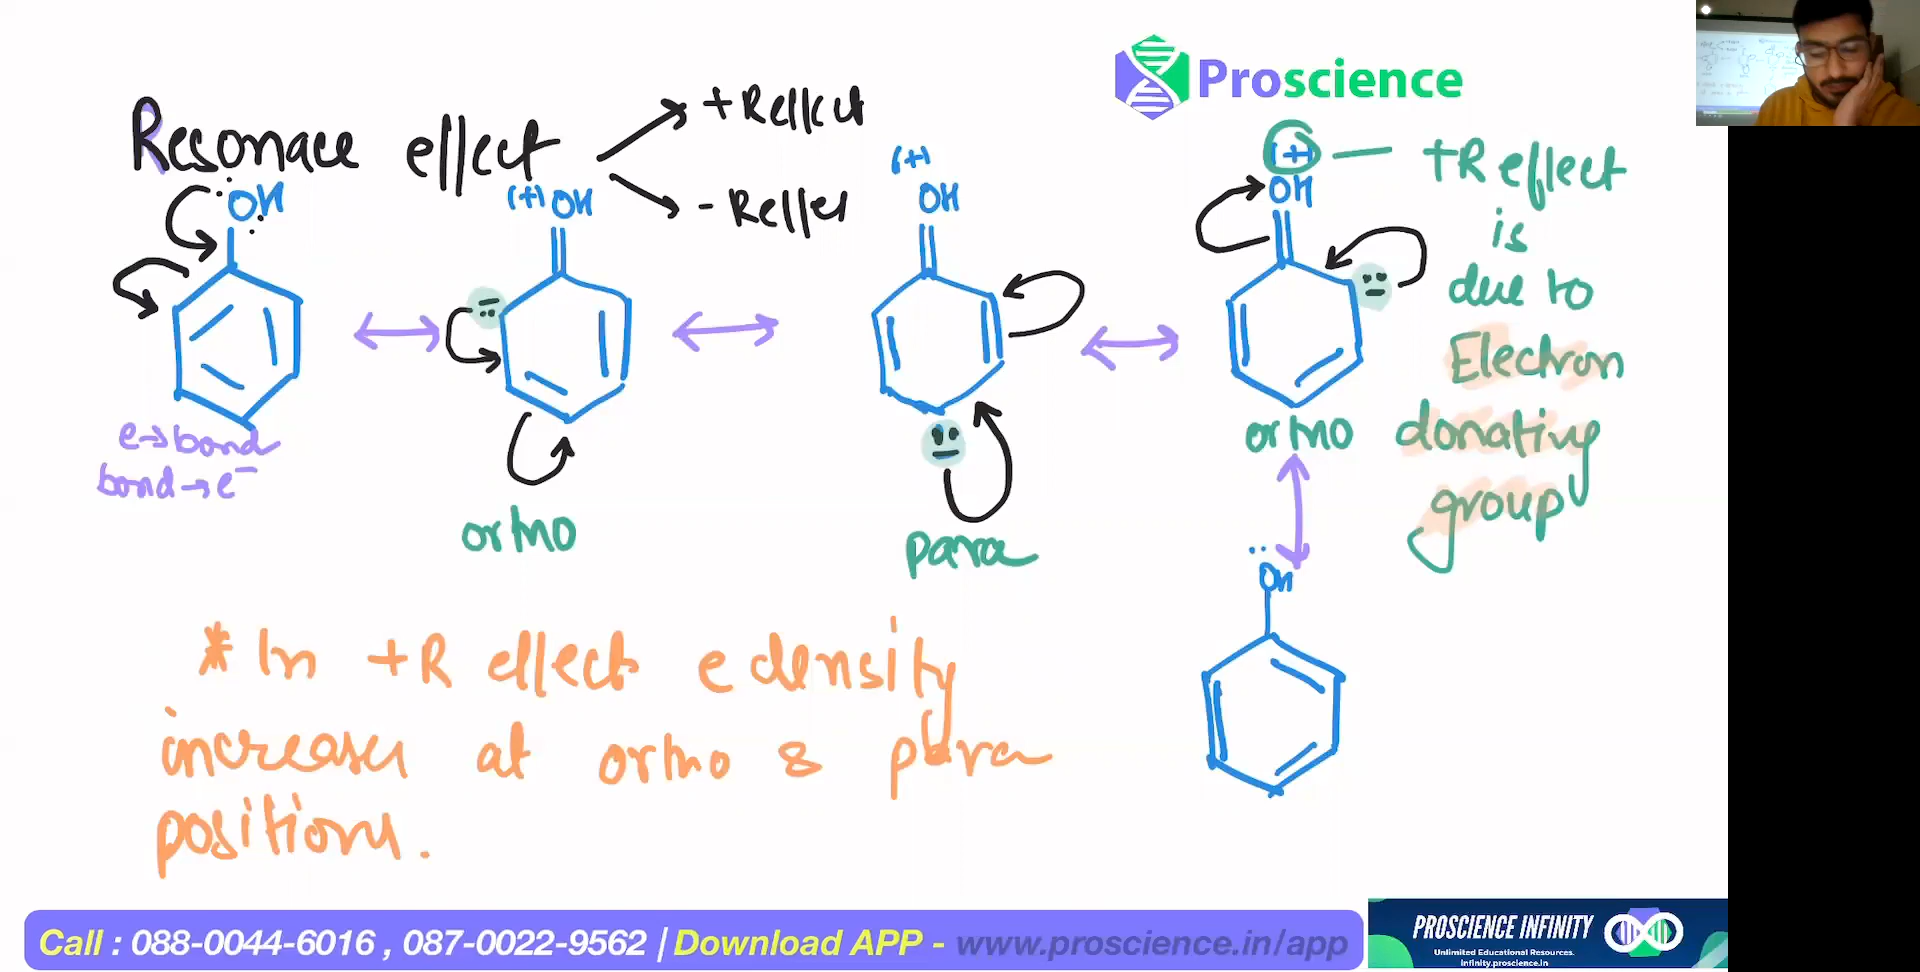 Proscience
Resonace effect
+ R effect
- R effect
OH
(+) OH
(+)
OH
(+)
OH
+R effect
is
due to
Electron
donating
group
e→bond
bond→e⁻
ortho
para
ortho
OH
* In +R effect e density
increases at ortho & para
positions.
Call : 088-0044-6016 , 087-0022-9562 | Download APP - www.proscience.in/app
PROSCIENCE INFINITY
Unlimited Educational Resources.
infinity.proscience.in